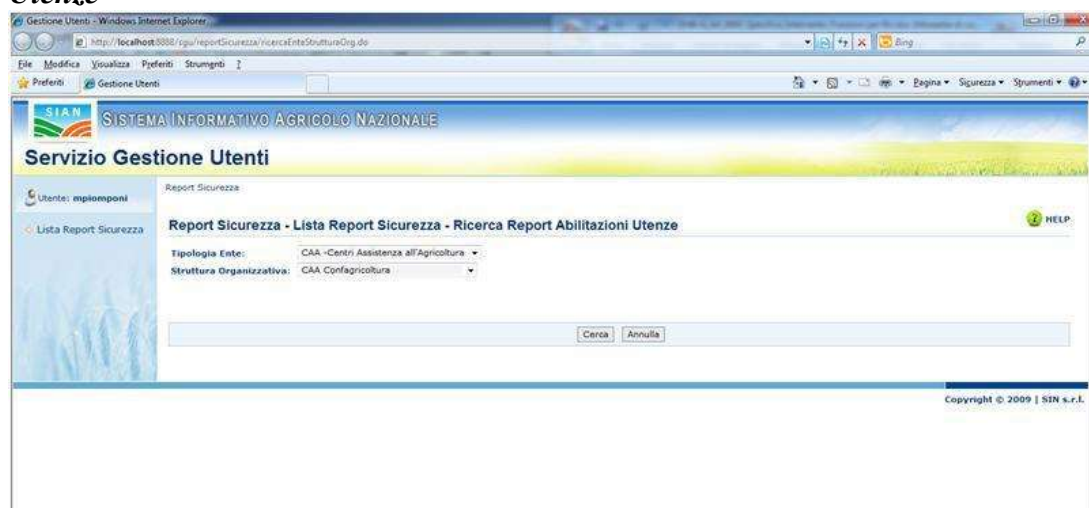 Utenze
Gestione Utenti - Windows Internet Explorer
http://localhost:8888/cgu/reportSicurezza/ricercaEnteStrutturaOrg.do
Bing
File Modifica Visualizza Preferiti Strumenti ?
Preferiti Gestione Utenti
Pagina Sicurezza Strumenti
SIAN SISTEMA INFORMATIVO AGRICOLO NAZIONALE
Servizio Gestione Utenti
Utente: mpiomponi
Report Sicurezza
Lista Report Sicurezza
Report Sicurezza - Lista Report Sicurezza - Ricerca Report Abilitazioni Utenze
HELP
Tipologia Ente: CAA -Centri Assistenza all'Agricoltura
Struttura Organizzativa: CAA Confagricoltura
Cerca Annulla
Copyright © 2009 | SIN s.r.l.